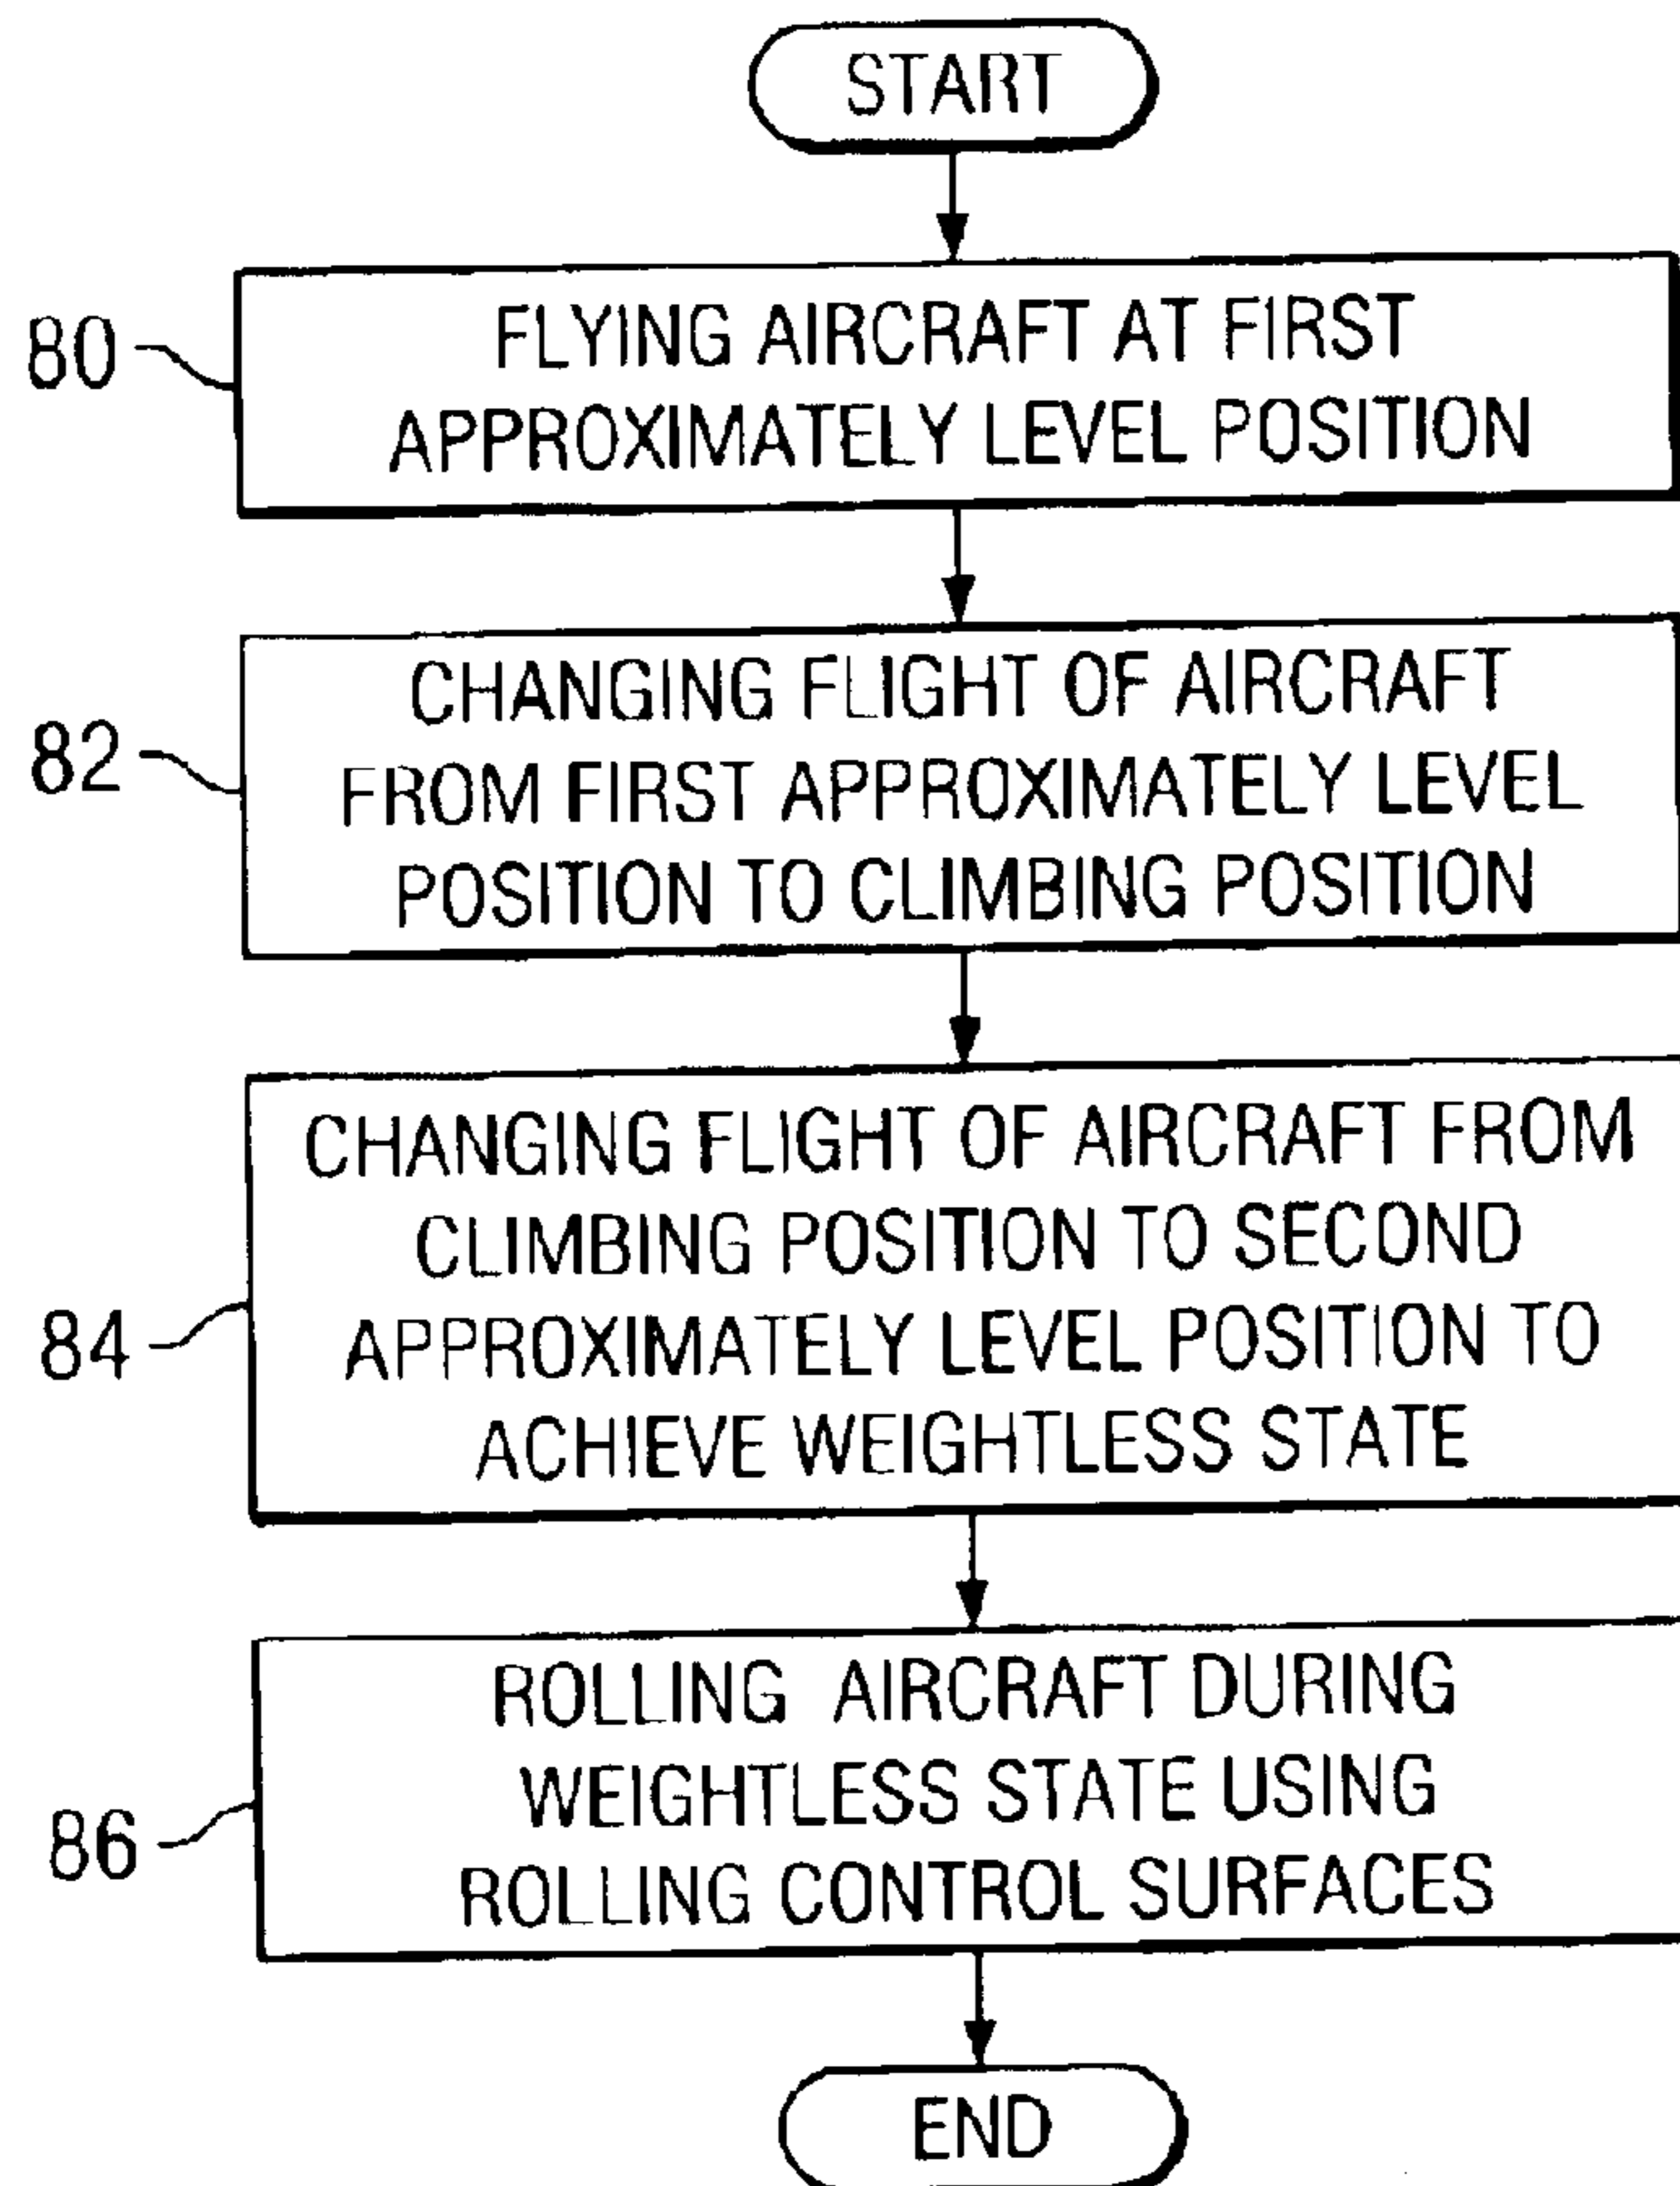 START
80
FLYING AIRCRAFT AT FIRST
APPROXIMATELY LEVEL POSITION
82
CHANGING FLIGHT OF AIRCRAFT
FROM FIRST APPROXIMATELY LEVEL
POSITION TO CLIMBING POSITION
84
CHANGING FLIGHT OF AIRCRAFT FROM
CLIMBING POSITION TO SECOND
APPROXIMATELY LEVEL POSITION TO
ACHIEVE WEIGHTLESS STATE
86
ROLLING AIRCRAFT DURING
WEIGHTLESS STATE USING
ROLLING CONTROL SURFACES
END